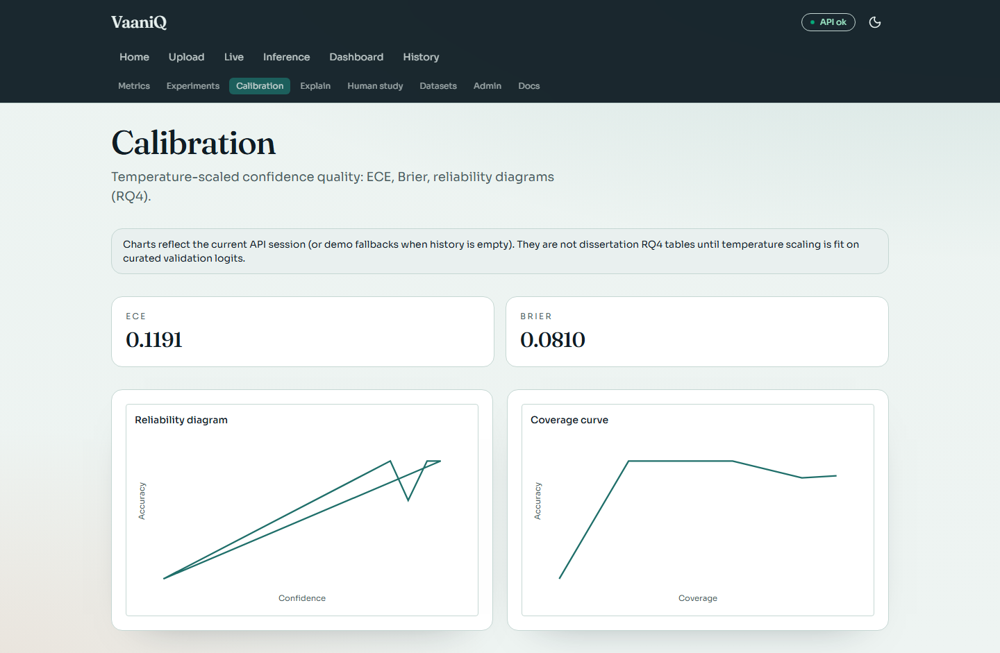 VaaniQ
API ok
Home Upload Live Inference Dashboard History
Metrics Experiments Calibration Explain Human study Datasets Admin Docs
Calibration
Temperature-scaled confidence quality: ECE, Brier, reliability diagrams
(RQ4).
Charts reflect the current API session (or demo fallbacks when history is empty). They are not dissertation RQ4 tables until temperature scaling is fit on
curated validation logits.
ECE
0.1191
BRIER
0.0810
Reliability diagram
Accuracy
Confidence
Coverage curve
Accuracy
Coverage